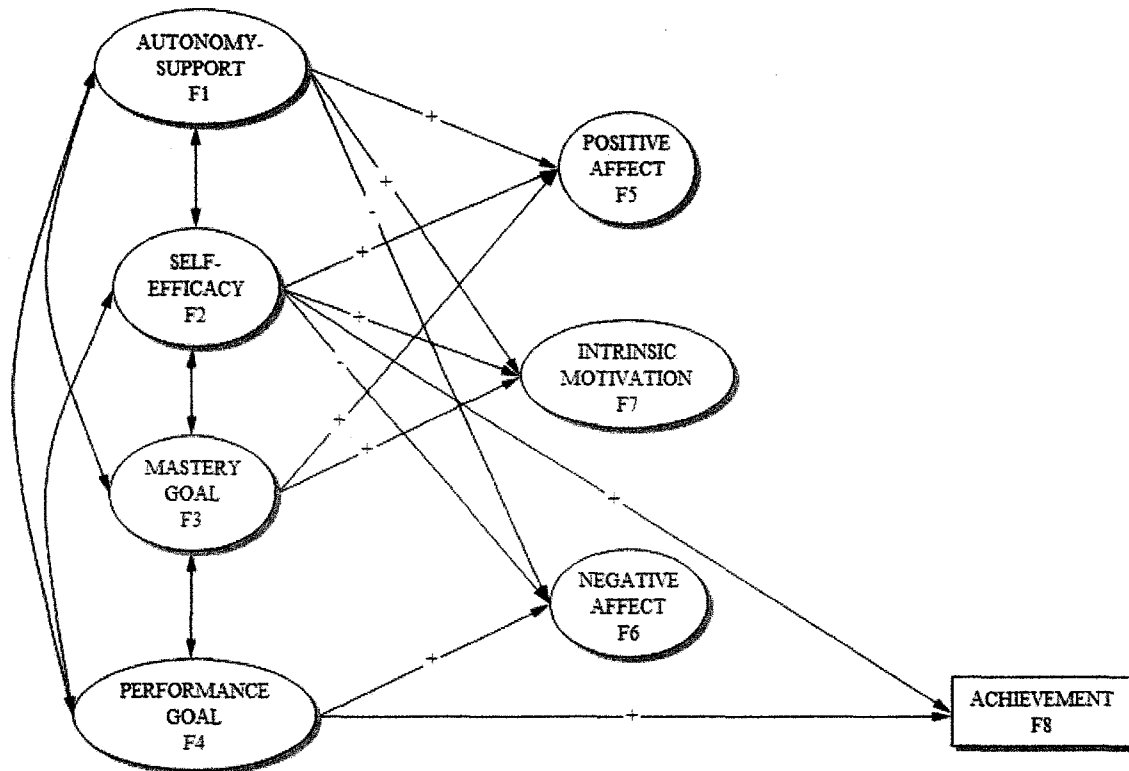 AUTONOMY-
SUPPORT
F1
+
POSITIVE
AFFECT
F5
+
-
+
SELF-
EFFICACY
F2
+
-
INTRINSIC
MOTIVATION
F7
+
+
MASTERY
GOAL
F3
+
NEGATIVE
AFFECT
F6
+
PERFORMANCE
GOAL
F4
+
ACHIEVEMENT
F8